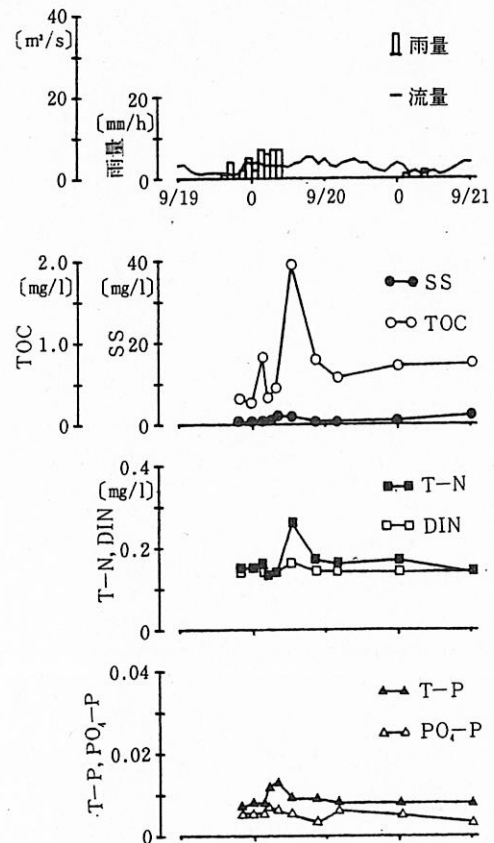 40
[m³/s]
雨量
20
20
流量
[mm/h]
雨量
0
0
9/19
0
9/20
0
9/21
2.0
40
[mg/l]
[mg/l]
SS
TOC
TOC
SS
1.0
20
0
0
0.4
[mg/l]
T-N
DIN
T-N, DIN
0.2
0
0.04
T-P
PO₄-P
T-P, PO₄-P
0.02
0